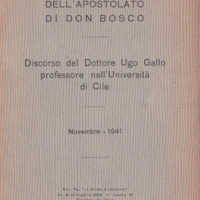 DELL'APOSTOLATO
DI DON BOSCO
Discorso del Dottore Ugo Gallo
professore nell'Università
di Cile
Novembre - 1941